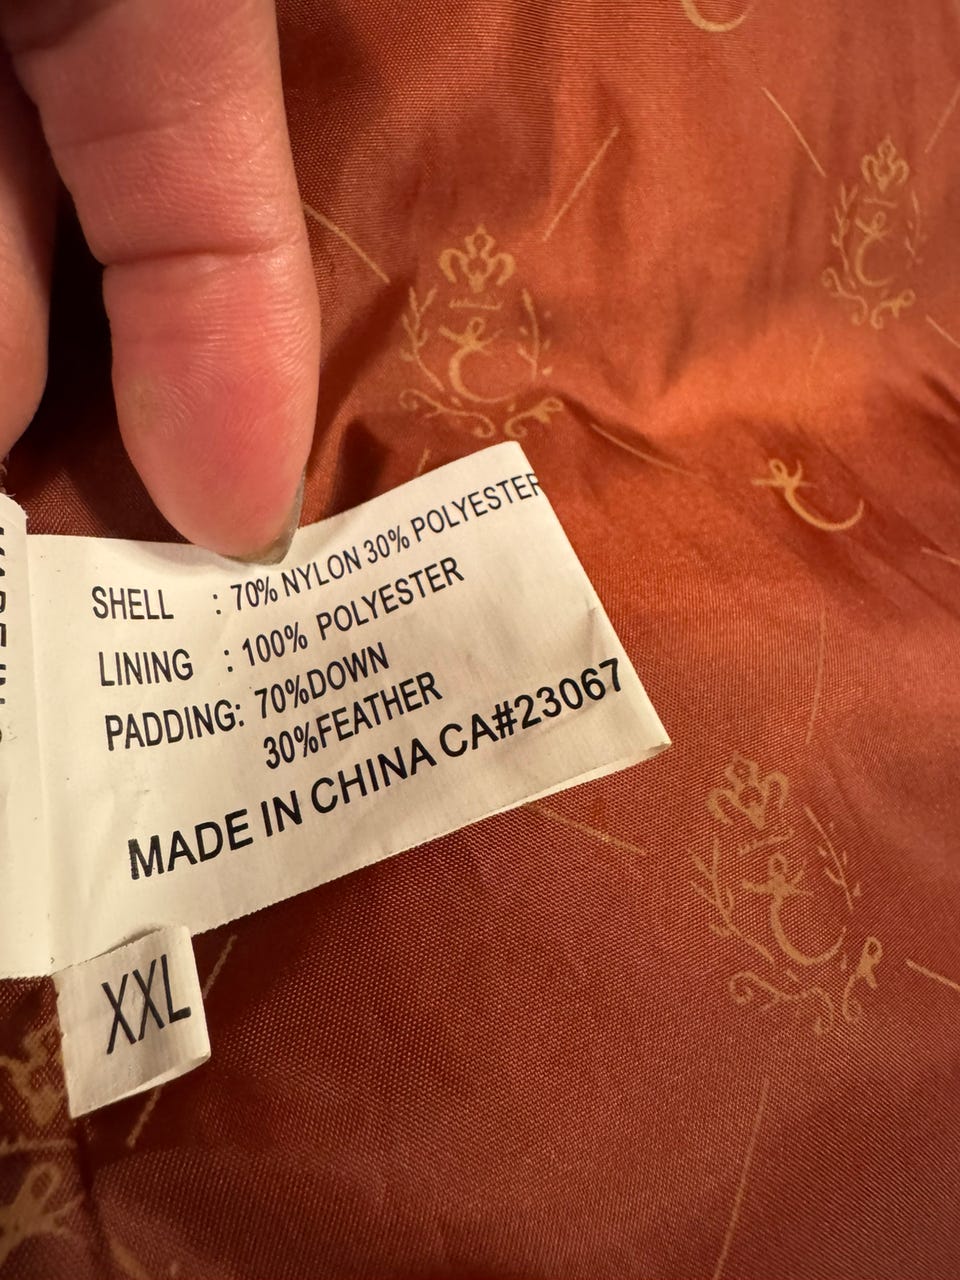 SHELL : 70% NYLON 30% POLYESTER
LINING : 100% POLYESTER
PADDING: 70%DOWN
30%FEATHER
MADE IN CHINA CA#23067
XXL